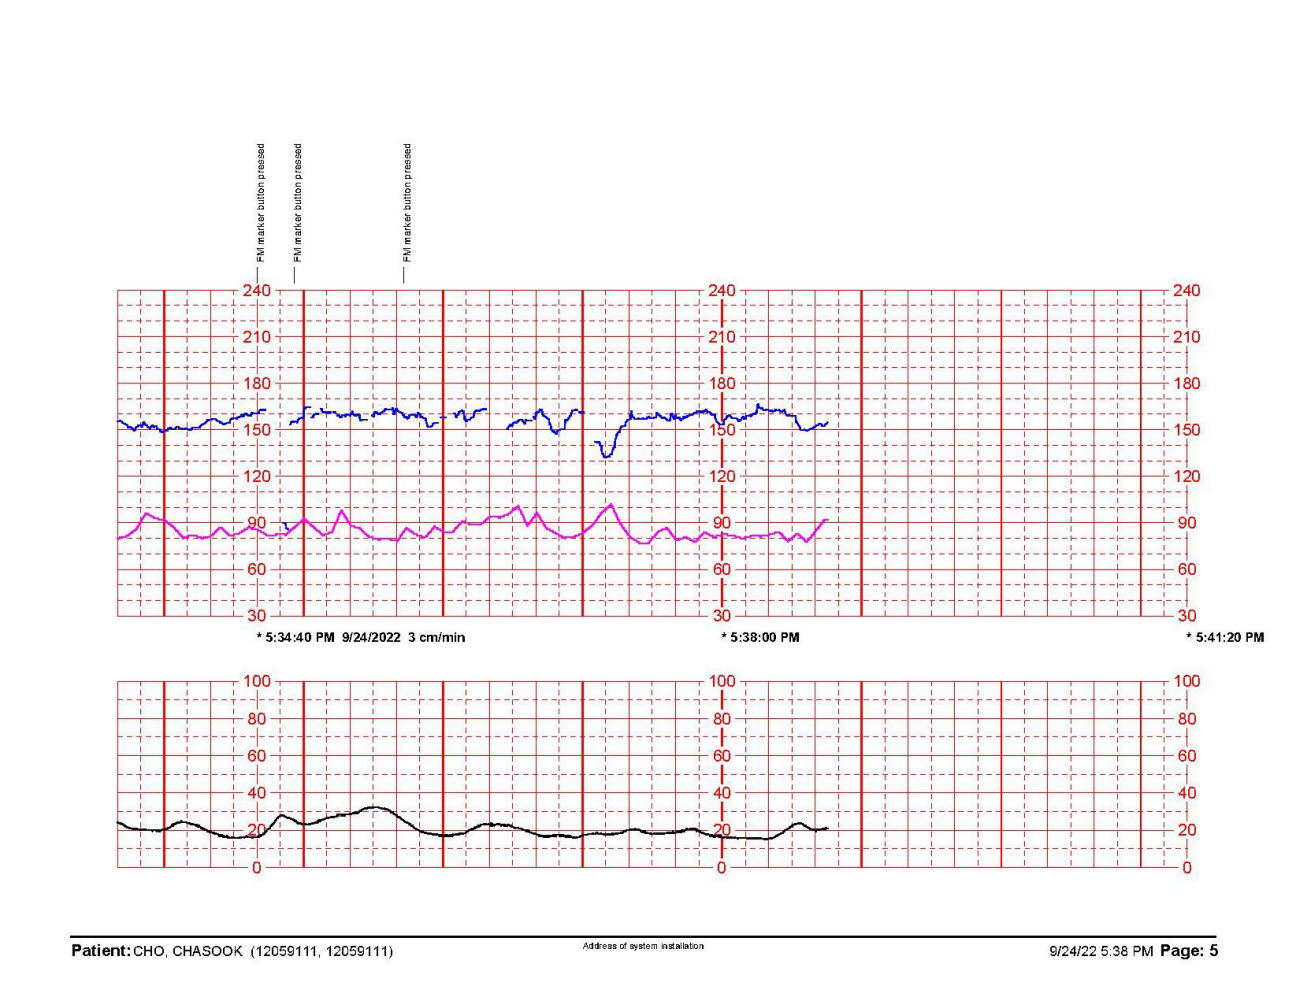 FM marker button pressed
FM marker button pressed
FM marker button pressed
240 240 240
210 210 210
180 180 180
150 150 150
120 120 120
90 90 90
60 60 60
30 30 30
* 5:34:40 PM 9/24/2022 3 cm/min * 5:38:00 PM * 5:41:20 PM
100 100 100
80 80 80
60 60 60
40 40 40
20 20 20
0 0 0
Patient: CHO, CHASOOK (12059111, 12059111) Address of system installation 9/24/22 5:38 PM Page: 5